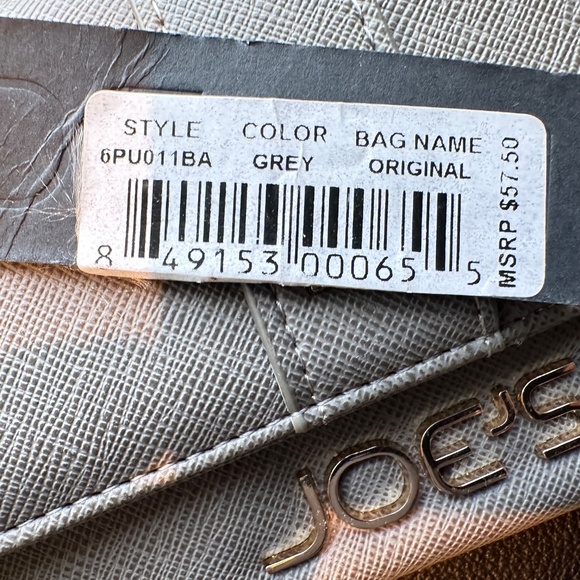 STYLE COLOR BAG NAME
6PU011BA GREY ORIGINAL
MSRP $57.50
8 49153 00065 5
JOE'S